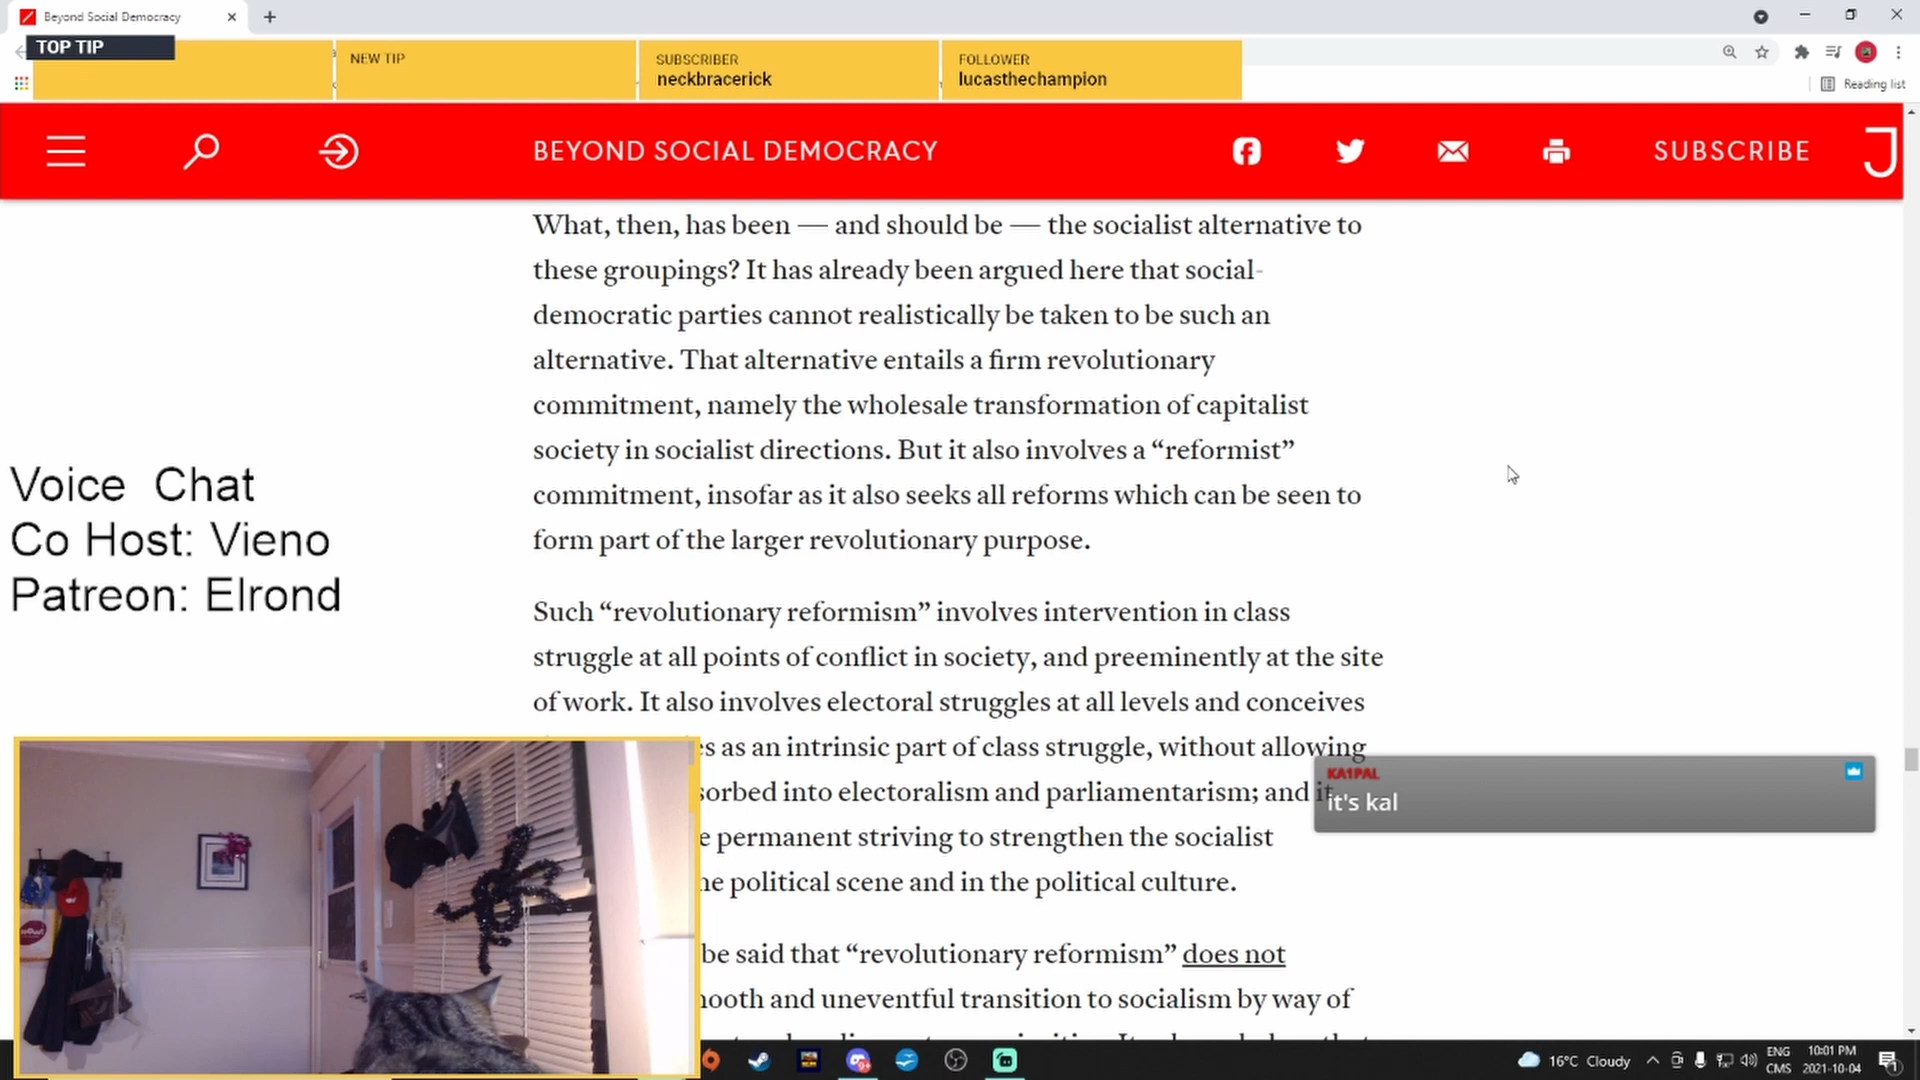 Beyond Social Democracy
TOP TIP
NEW TIP
SUBSCRIBER
neckbracerick
FOLLOWER
lucasthechampion
Reading list
BEYOND SOCIAL DEMOCRACY
SUBSCRIBE
J
What, then, has been — and should be — the socialist alternative to
these groupings? It has already been argued here that social-
democratic parties cannot realistically be taken to be such an
alternative. That alternative entails a firm revolutionary
commitment, namely the wholesale transformation of capitalist
society in socialist directions. But it also involves a “reformist”
commitment, insofar as it also seeks all reforms which can be seen to
form part of the larger revolutionary purpose.
Voice Chat
Co Host: Vieno
Patreon: Elrond
Such “revolutionary reformism” involves intervention in class
struggle at all points of conflict in society, and preeminently at the site
of work. It also involves electoral struggles at all levels and conceives
as an intrinsic part of class struggle, without allowing
sorbed into electoralism and parliamentarism; and it
permanent striving to strengthen the socialist
political scene and in the political culture.
be said that “revolutionary reformism” does not
mooth and uneventful transition to socialism by way of
KA1PAL
it's kal
16°C Cloudy
ENG
CMS
10:01 PM
2021-10-04